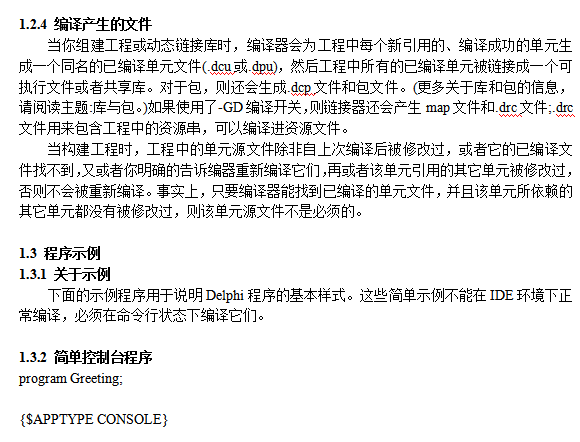 1.2.4 编译产生的文件
当你组建工程或动态链接库时，编译器会为工程中每个新引用的、编译成功的单元生
成一个同名的已编译单元文件(.dcu 或.dpu)，然后工程中所有的已编译单元被链接成一个可
执行文件或者共享库。对于包，则还会生成.dcp 文件和包文件。(更多关于库和包的信息，
请阅读主题:库与包。)如果使用了-GD 编译开关，则链接器还会产生 map 文件和.drc 文件；.drc
文件用来包含工程中的资源串，可以编译进资源文件。
当构建工程时，工程中的单元源文件除非自上次编译后被修改过，或者它的已编译文
件找不到，又或者你明确的告诉编器重新编译它们，再或者该单元引用的其它单元被修改过，
否则不会被重新编译。事实上，只要编译器能找到已编译的单元文件，并且该单元所依赖的
其它单元都没有被修改过，则该单元源文件不是必须的。
1.3 程序示例
1.3.1 关于示例
下面的示例程序用于说明 Delphi 程序的基本样式。这些简单示例不能在 IDE 环境下正
常编译，必须在命令行状态下编译它们。
1.3.2 简单控制台程序
program Greeting;
{$APPTYPE CONSOLE}